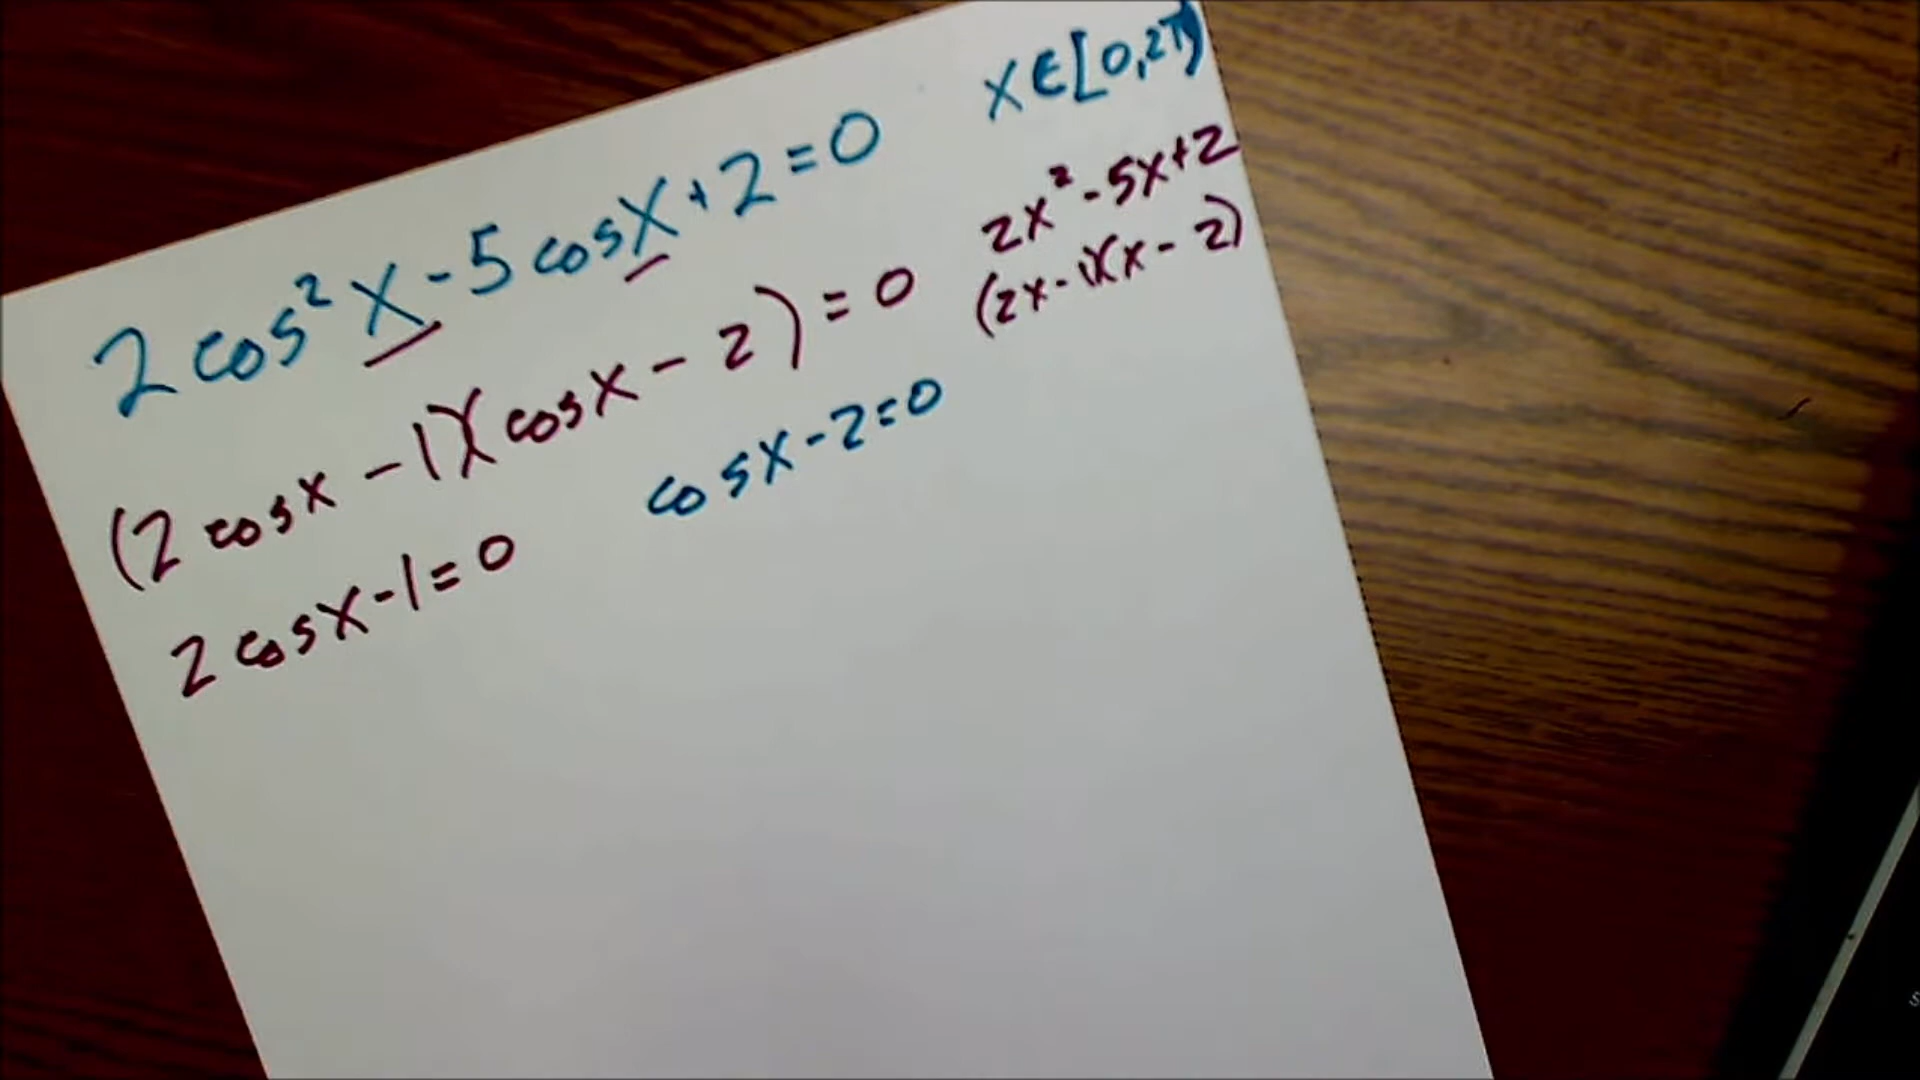 x∈[0,2π)
2cos²x-5cosx+2=0
2x²-5x+2
(2x-1)(x-2)
(2cosx-1)(cosx-2)=0
cosx-2=0
2cosx-1=0